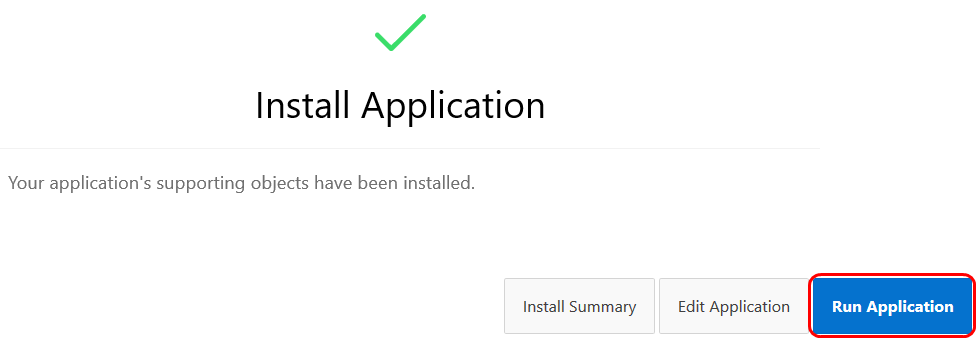 Install Application
Your application's supporting objects have been installed.
Install Summary
Edit Application
Run Application